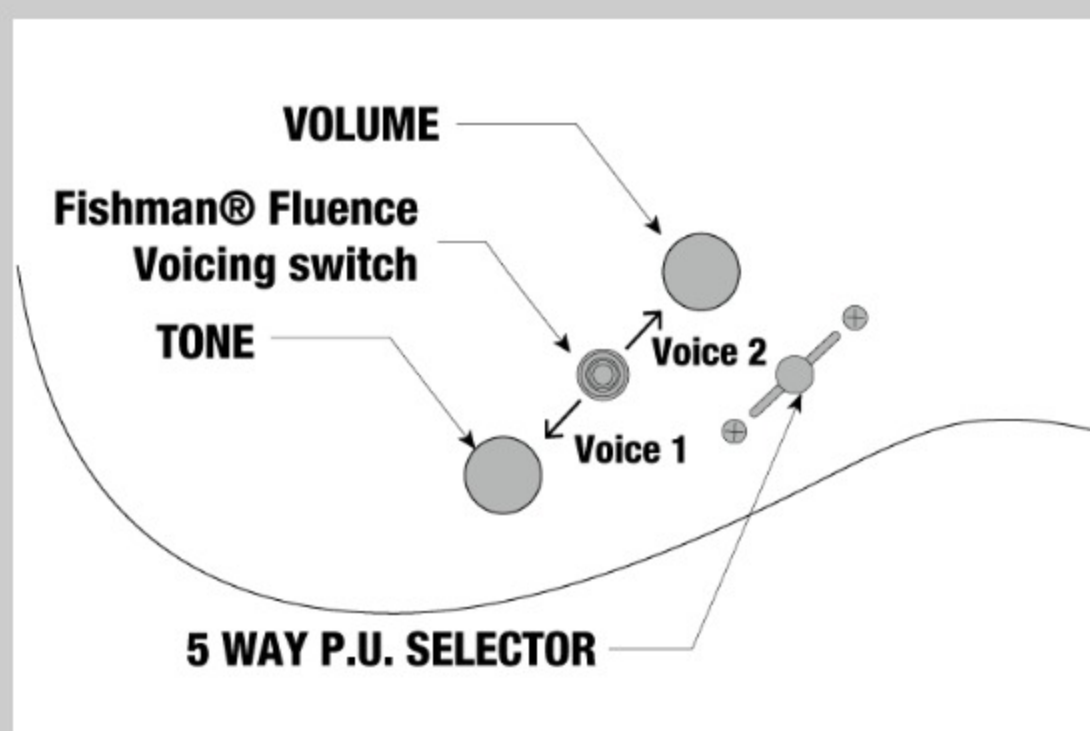 VOLUME
Fishman® Fluence
Voicing switch
TONE
Voice 2
Voice 1
5 WAY P.U. SELECTOR